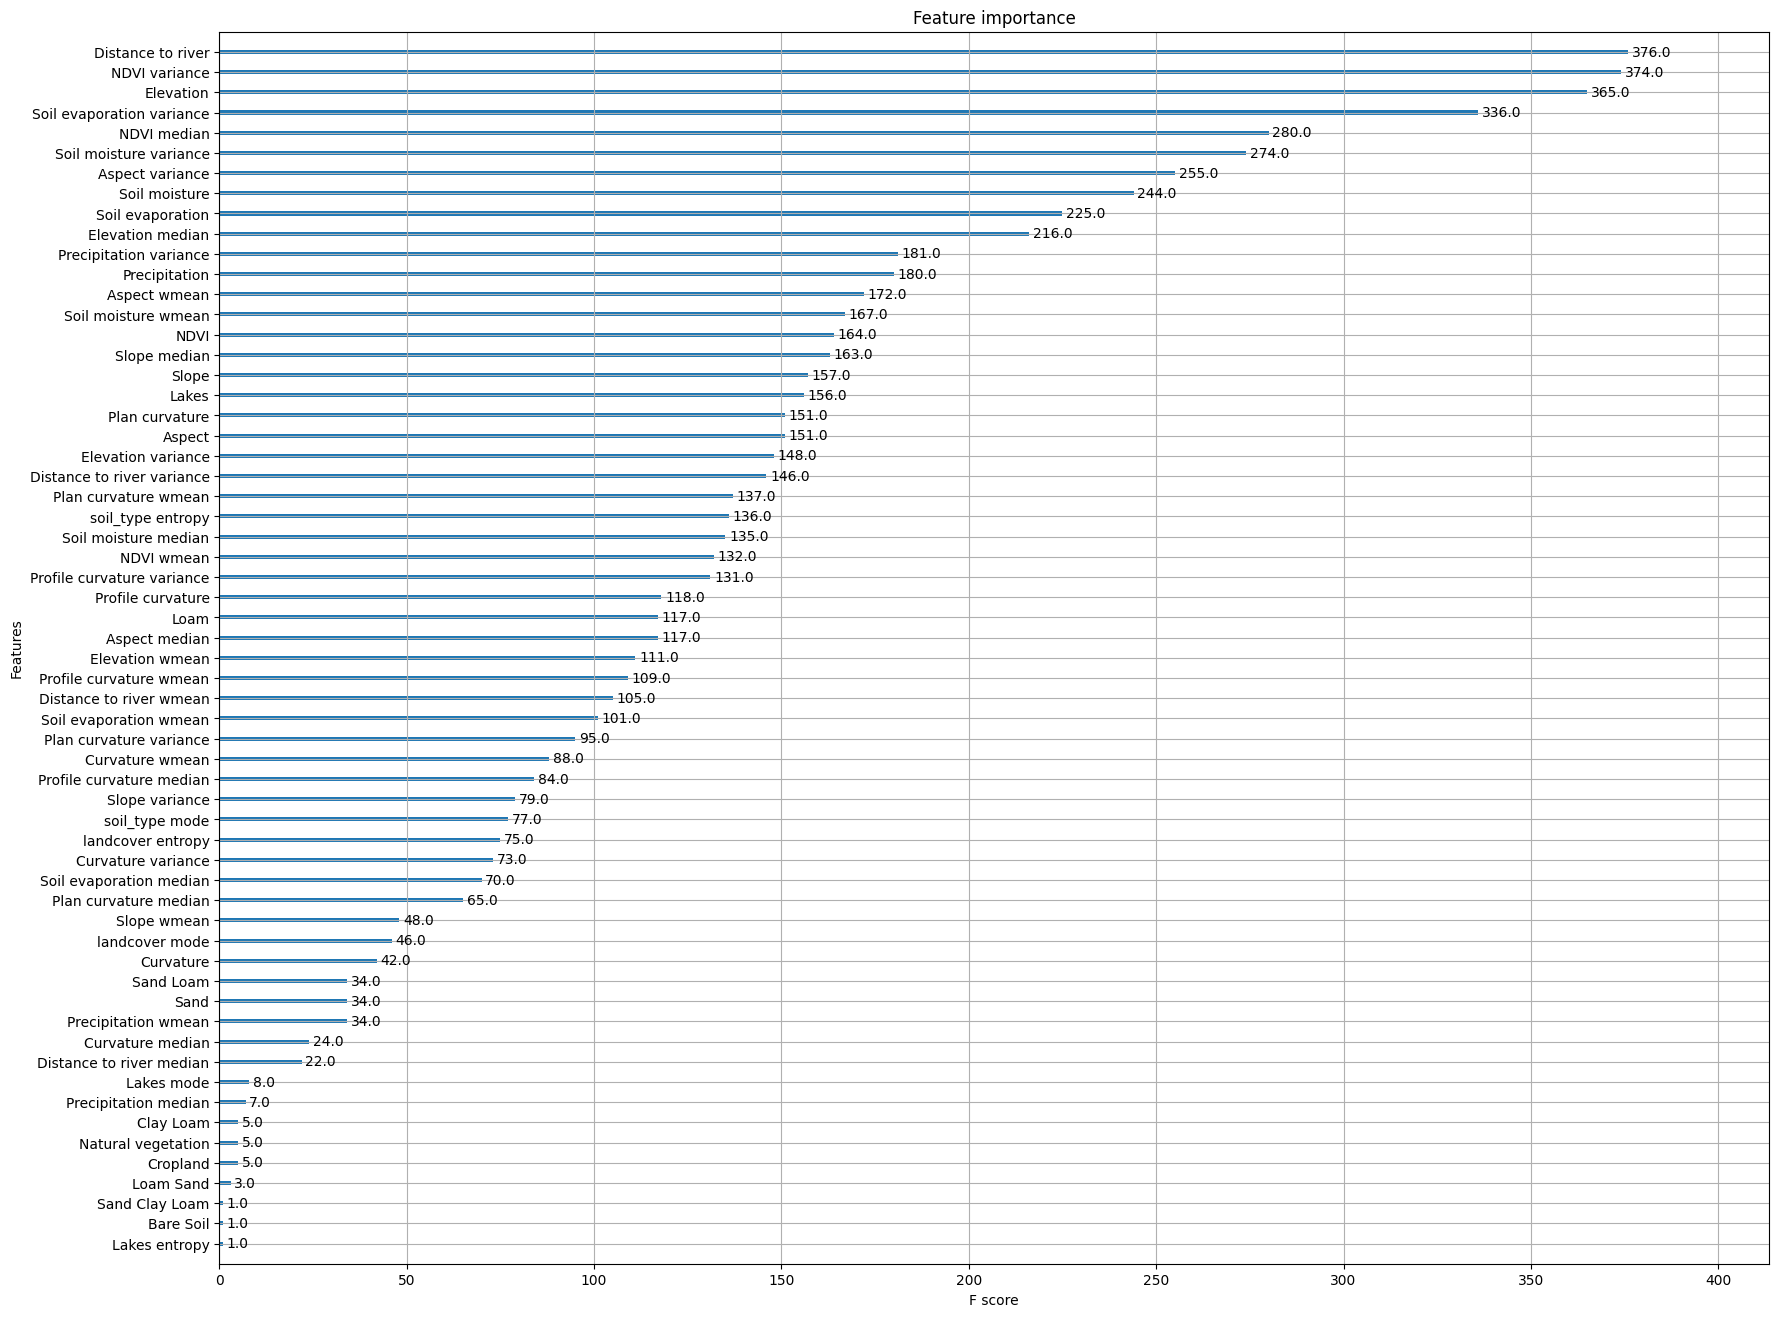 Feature importance
Distance to river 376.0
NDVI variance 374.0
Elevation 365.0
Soil evaporation variance 336.0
NDVI median 280.0
Soil moisture variance 274.0
Aspect variance 255.0
Soil moisture 244.0
Soil evaporation 225.0
Elevation median 216.0
Precipitation variance 181.0
Precipitation 180.0
Aspect wmean 172.0
Soil moisture wmean 167.0
NDVI 164.0
Slope median 163.0
Slope 157.0
Lakes 156.0
Plan curvature 151.0
Aspect 151.0
Elevation variance 148.0
Distance to river variance 146.0
Plan curvature wmean 137.0
soil_type entropy 136.0
Soil moisture median 135.0
NDVI wmean 132.0
Profile curvature variance 131.0
Profile curvature 118.0
Loam 117.0
Aspect median 117.0
Elevation wmean 111.0
Profile curvature wmean 109.0
Distance to river wmean 105.0
Soil evaporation wmean 101.0
Plan curvature variance 95.0
Curvature wmean 88.0
Profile curvature median 84.0
Slope variance 79.0
soil_type mode 77.0
landcover entropy 75.0
Curvature variance 73.0
Soil evaporation median 70.0
Plan curvature median 65.0
Slope wmean 48.0
landcover mode 46.0
Curvature 42.0
Sand Loam 34.0
Sand 34.0
Precipitation wmean 34.0
Curvature median 24.0
Distance to river median 22.0
Lakes mode 8.0
Precipitation median 7.0
Clay Loam 5.0
Natural vegetation 5.0
Cropland 5.0
Loam Sand 3.0
Sand Clay Loam 1.0
Bare Soil 1.0
Lakes entropy 1.0
Features
0 50 100 150 200 250 300 350 400
F score